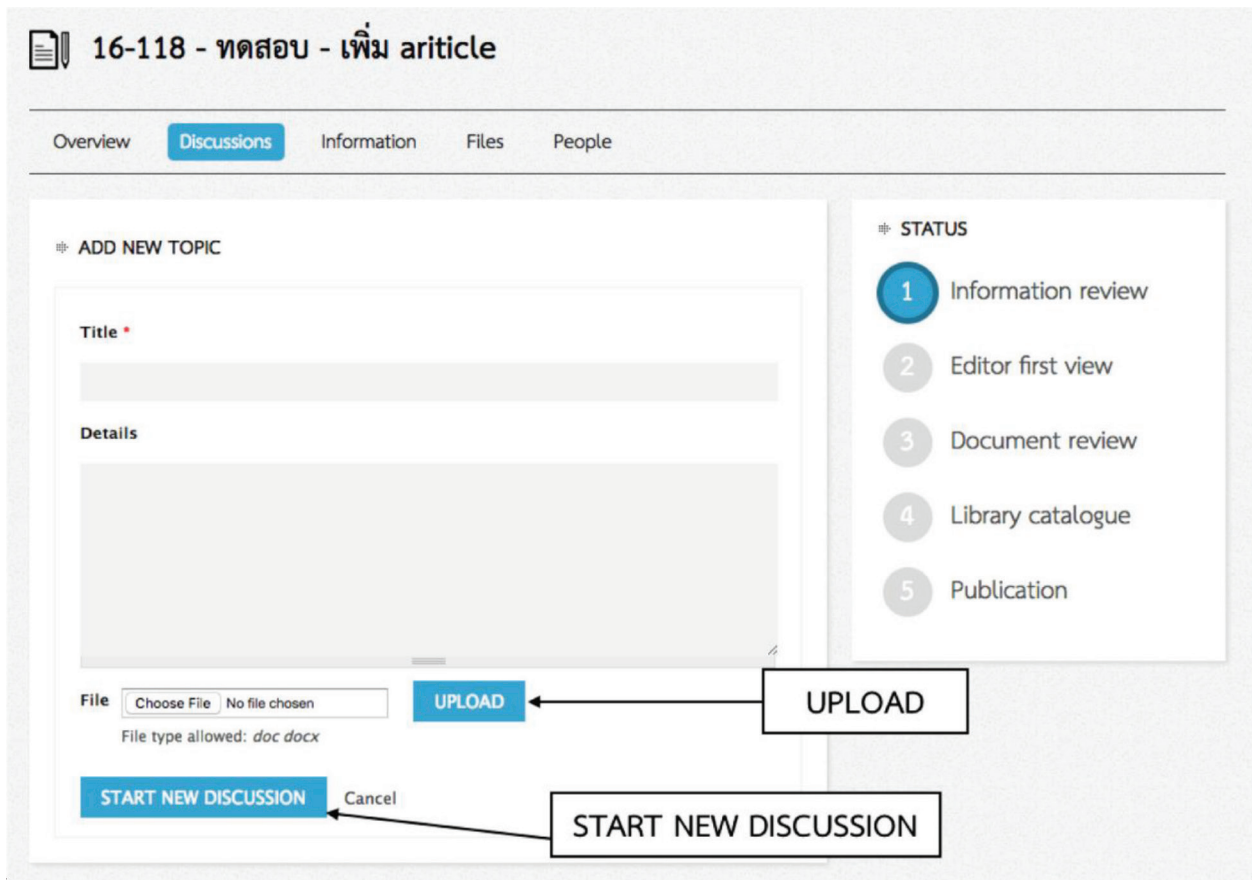 16-118 - ทดสอบ - เพิ่ม ariticle
Overview Discussions Information Files People
ADD NEW TOPIC
Title *
Details
File Choose File No file chosen UPLOAD
File type allowed: doc docx
START NEW DISCUSSION Cancel
STATUS
1 Information review
2 Editor first view
3 Document review
4 Library catalogue
5 Publication
UPLOAD
START NEW DISCUSSION